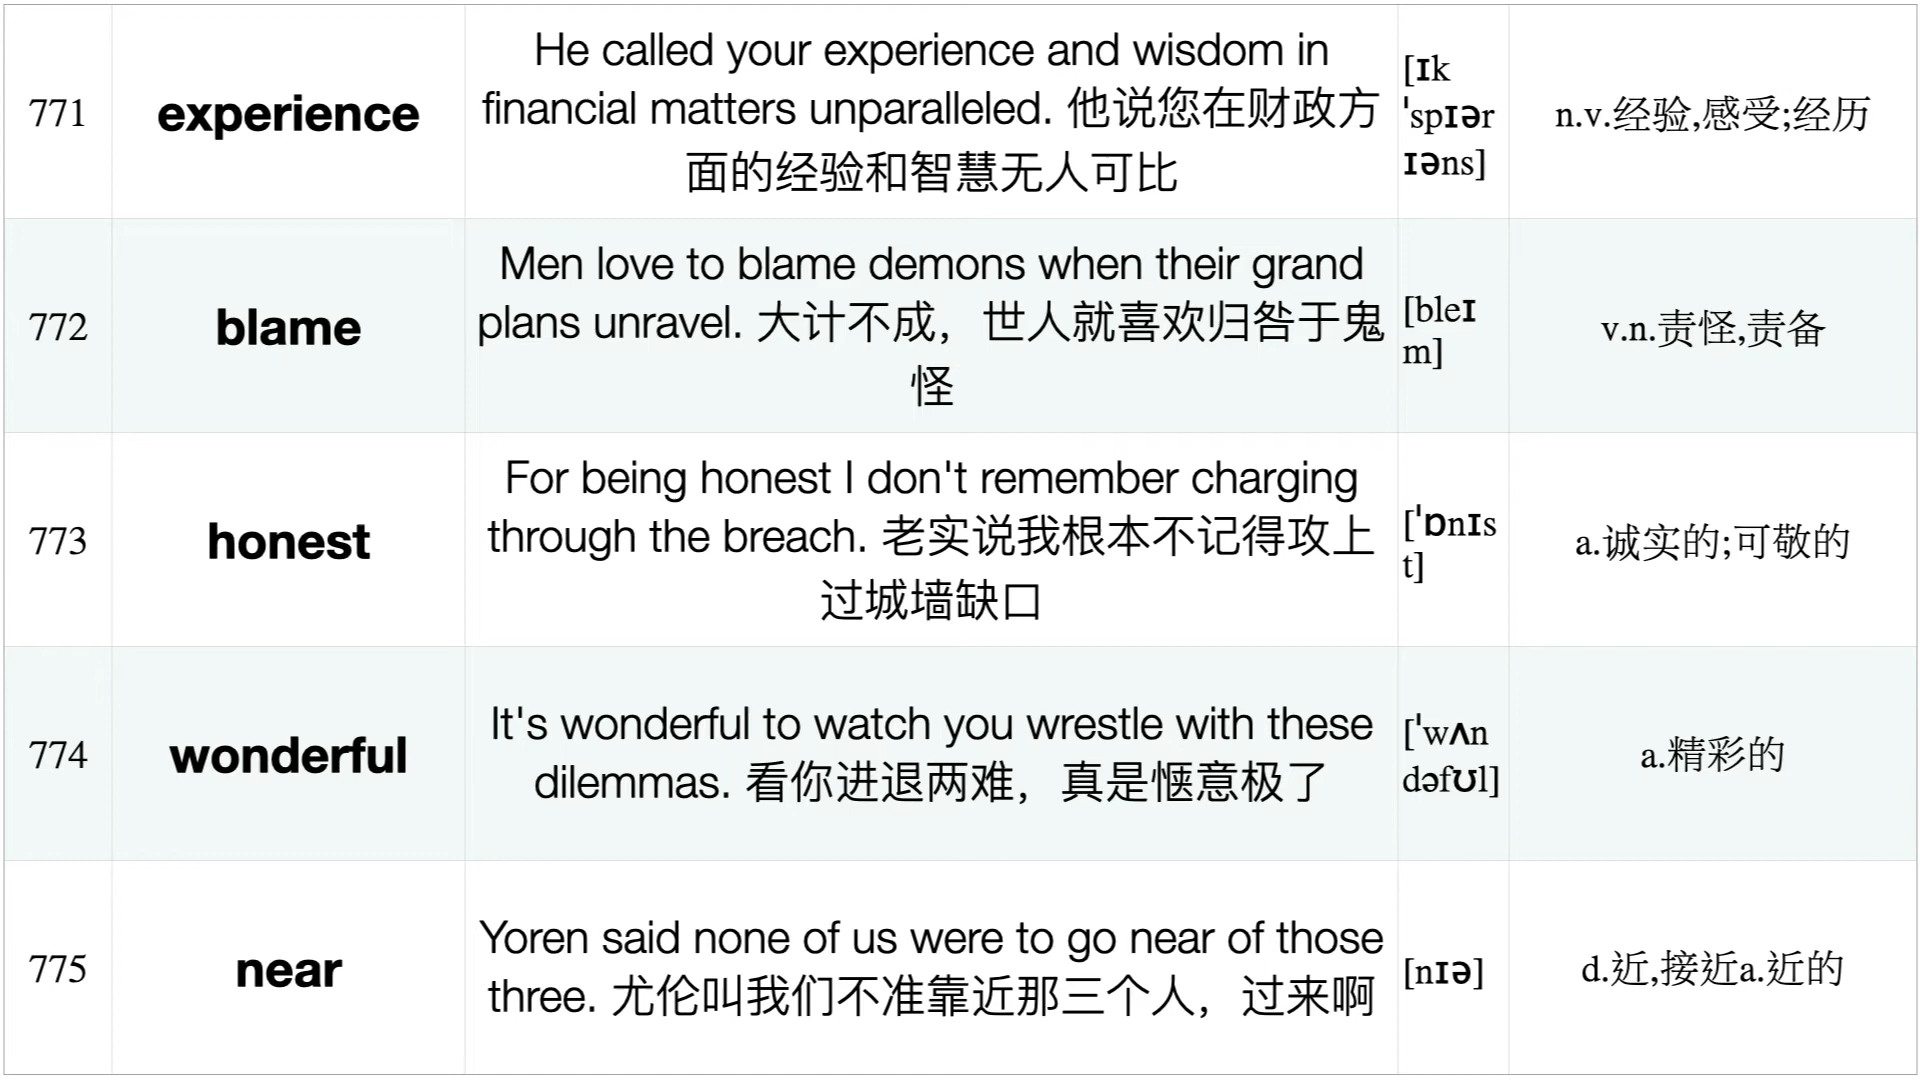 771
experience
He called your experience and wisdom in
financial matters unparalleled. 他说您在财政方
面的经验和智慧无人可比
[ɪk
ˈspɪər
ɪəns]
n.v.经验,感受;经历
772
blame
Men love to blame demons when their grand
plans unravel. 大计不成，世人就喜欢归咎于鬼
怪
[bleɪ
m]
v.n.责怪,责备
773
honest
For being honest I don't remember charging
through the breach. 老实说我根本不记得攻上
过城墙缺口
[ˈɒnɪs
t]
a.诚实的;可敬的
774
wonderful
It's wonderful to watch you wrestle with these
dilemmas. 看你进退两难，真是惬意极了
[ˈwʌn
dəfʊl]
a.精彩的
775
near
Yoren said none of us were to go near of those
three. 尤伦叫我们不准靠近那三个人，过来啊
[nɪə]
d.近,接近a.近的